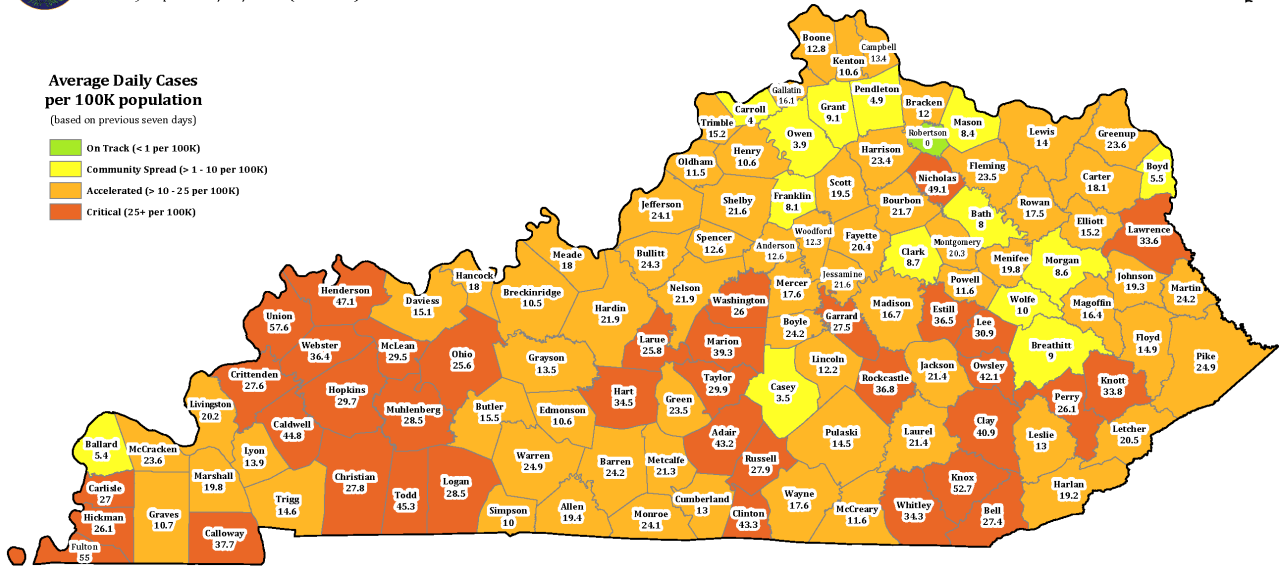 Average Daily Cases
per 100K population
(based on previous seven days)
On Track (< 1 per 100K)
Community Spread (> 1 - 10 per 100K)
Accelerated (> 10 - 25 per 100K)
Critical (25+ per 100K)
Boone
12.8
Kenton
10.6
Campbell
13.4
Gallatin
16.1
Carroll
4
Trimble
15.2
Grant
9.1
Pendleton
4.9
Bracken
12
Robertson
0
Mason
8.4
Lewis
14
Greenup
23.6
Boyd
5.5
Owen
3.9
Henry
10.6
Oldham
11.5
Harrison
23.4
Nicholas
49.1
Fleming
23.5
Carter
18.1
Jefferson
24.1
Shelby
21.6
Franklin
8.1
Scott
19.5
Bourbon
21.7
Bath
8
Rowan
17.5
Elliott
15.2
Lawrence
33.6
Meade
18
Bullitt
24.3
Spencer
12.6
Anderson
12.6
Woodford
12.3
Fayette
20.4
Clark
8.7
Montgomery
20.3
Menifee
19.8
Morgan
8.6
Johnson
19.3
Martin
24.2
Henderson
47.1
Daviess
15.1
Hancock
18
Breckinridge
10.5
Hardin
21.9
Nelson
21.9
Washington
26
Mercer
17.6
Jessamine
21.6
Madison
16.7
Powell
11.6
Estill
36.5
Wolfe
10
Magoffin
16.4
Union
57.6
Webster
36.4
McLean
29.5
Ohio
25.6
Grayson
13.5
Larue
25.8
Marion
39.3
Boyle
24.2
Garrard
27.5
Lee
30.9
Breathitt
9
Floyd
14.9
Pike
24.9
Crittenden
27.6
Hopkins
29.7
Muhlenberg
28.5
Butler
15.5
Edmonson
10.6
Hart
34.5
Green
23.5
Taylor
29.9
Casey
3.5
Lincoln
12.2
Rockcastle
36.8
Jackson
21.4
Owsley
42.1
Perry
26.1
Knott
33.8
Livingston
20.2
Caldwell
44.8
Lyon
13.9
Adair
43.2
Pulaski
14.5
Laurel
21.4
Clay
40.9
Leslie
13
Letcher
20.5
Ballard
5.4
McCracken
23.6
Marshall
19.8
Trigg
14.6
Christian
27.8
Todd
45.3
Logan
28.5
Warren
24.9
Barren
24.2
Metcalfe
21.3
Russell
27.9
Knox
52.7
Harlan
19.2
Carlisle
27
Hickman
26.1
Fulton
55
Graves
10.7
Calloway
37.7
Simpson
10
Allen
19.4
Monroe
24.1
Cumberland
13
Clinton
43.3
Wayne
17.6
McCreary
11.6
Whitley
34.3
Bell
27.4